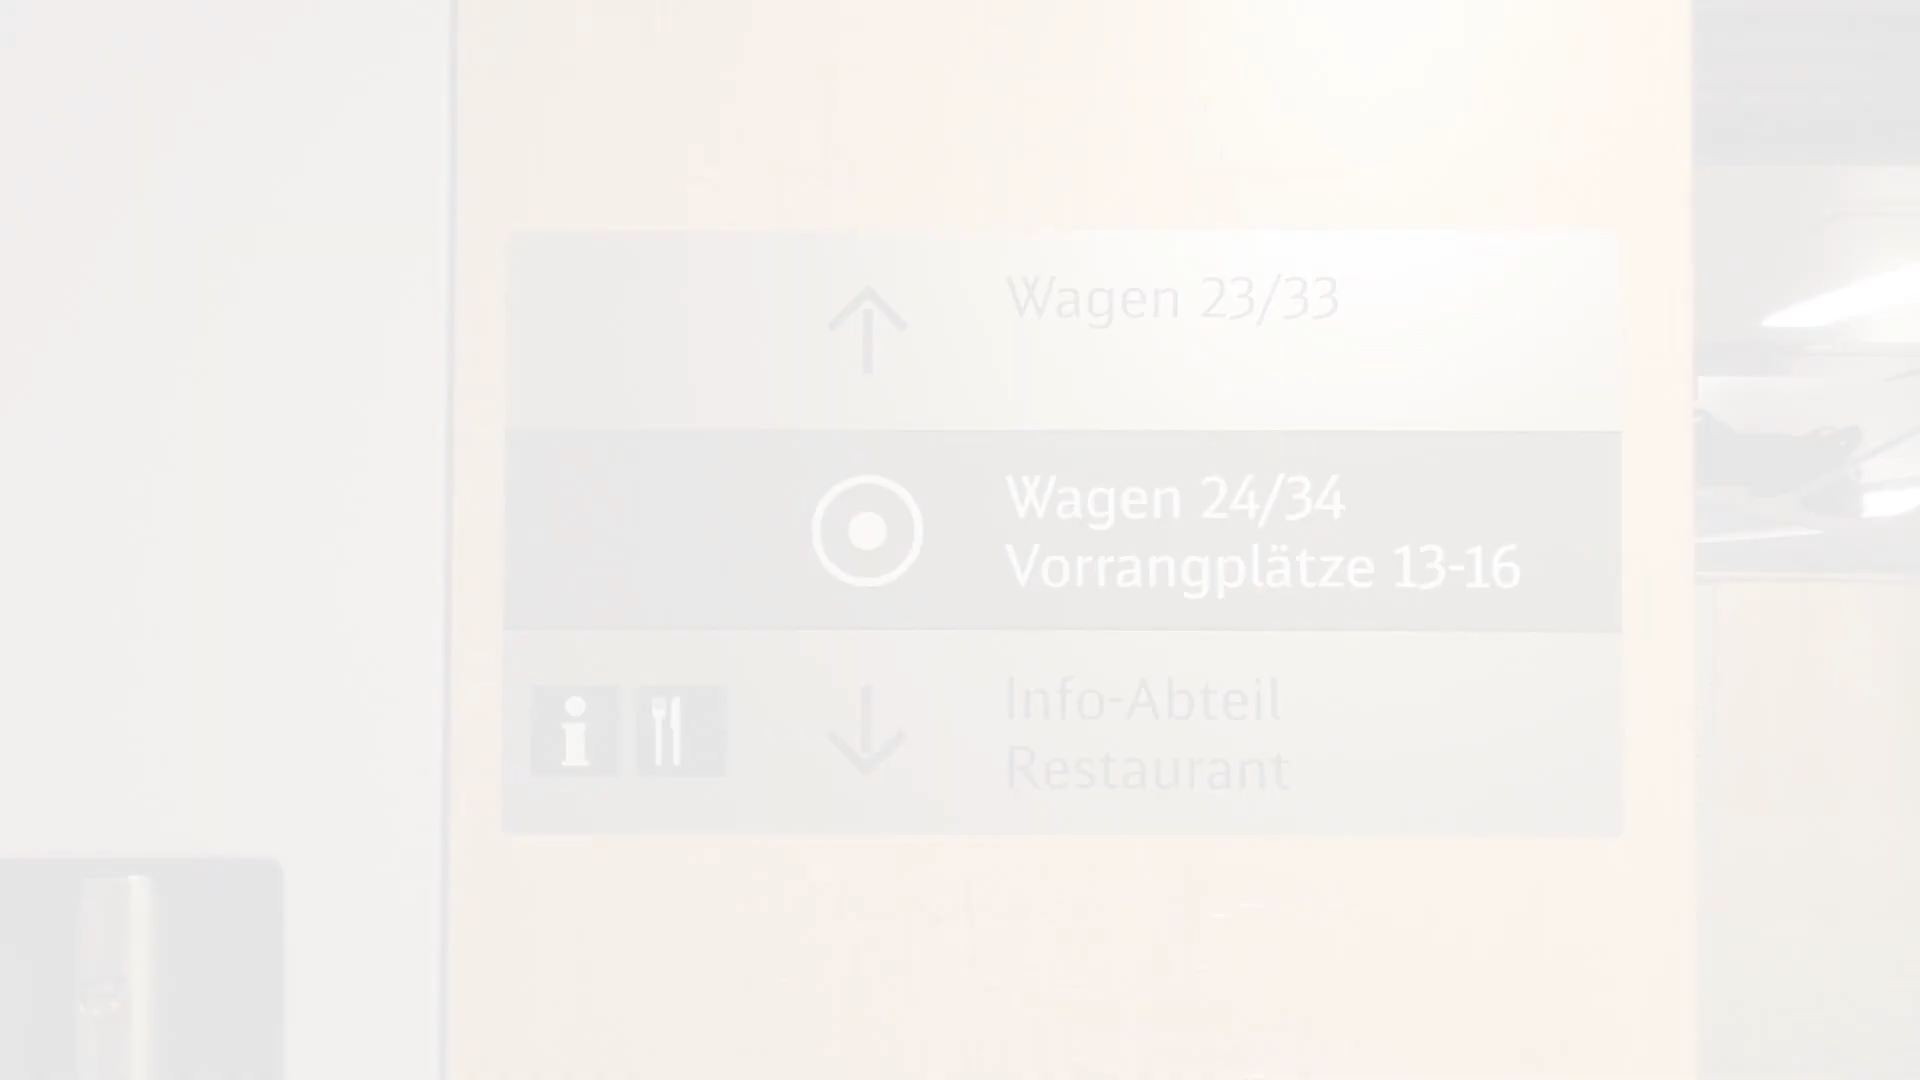 Wagen 23/33
Wagen 24/34
Vorrangplätze 13-16
Info-Abteil
Restaurant